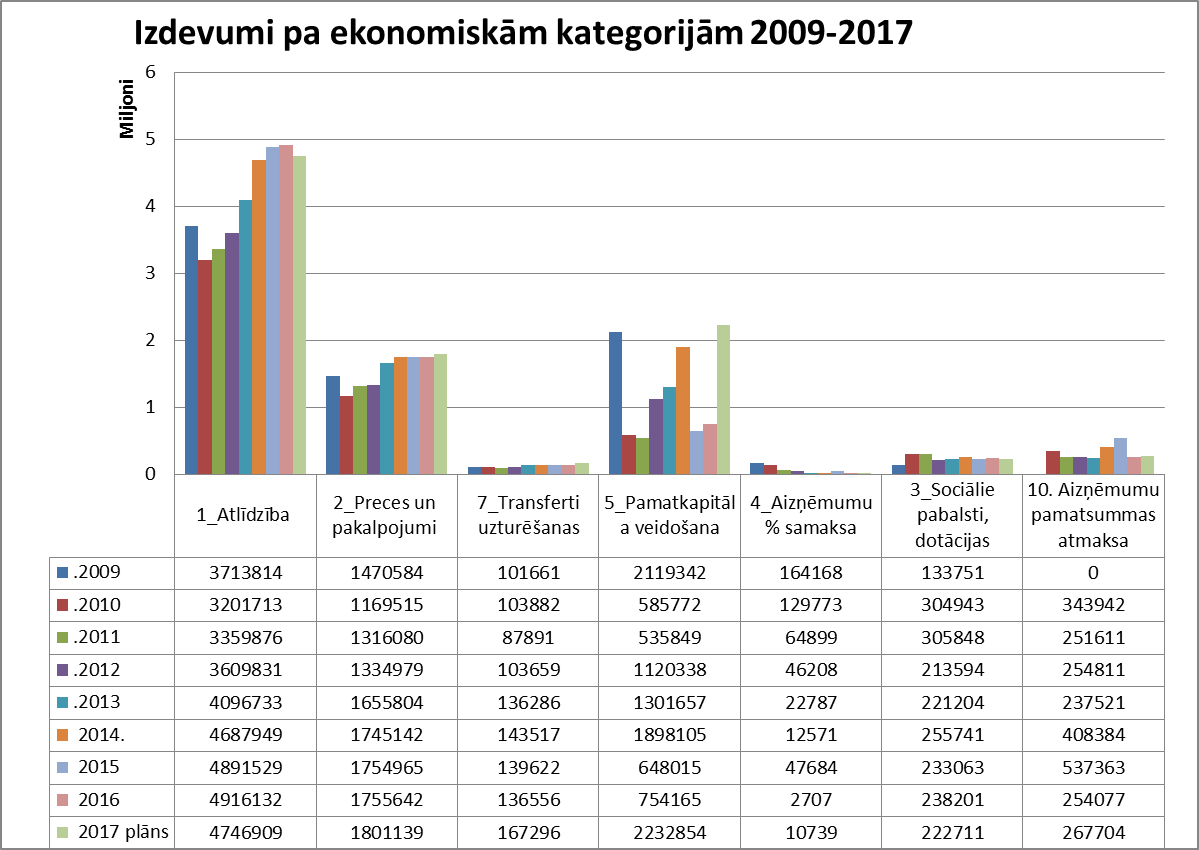 Izdevumi pa ekonomiskām kategorijām 2009-2017
Miljoni
6
5
4
3
2
1
0
1_Atlīdzība
2_Preces un
pakalpojumi
7_Transferti
uzturēšanas
5_Pamatkapitāl
a veidošana
4_Aizņēmumu
% samaksa
3_Sociālie
pabalsti,
dotācijas
10. Aizņēmumu
pamatsummas
atmaksa
.2009 3713814 1470584 101661 2119342 164168 133751 0
.2010 3201713 1169515 103882 585772 129773 304943 343942
.2011 3359876 1316080 87891 535849 64899 305848 251611
.2012 3609831 1334979 103659 1120338 46208 213594 254811
.2013 4096733 1655804 136286 1301657 22787 221204 237521
2014. 4687949 1745142 143517 1898105 12571 255741 408384
2015 4891529 1754965 139622 648015 47684 233063 537363
2016 4916132 1755642 136556 754165 2707 238201 254077
2017 plāns 4746909 1801139 167296 2232854 10739 222711 267704